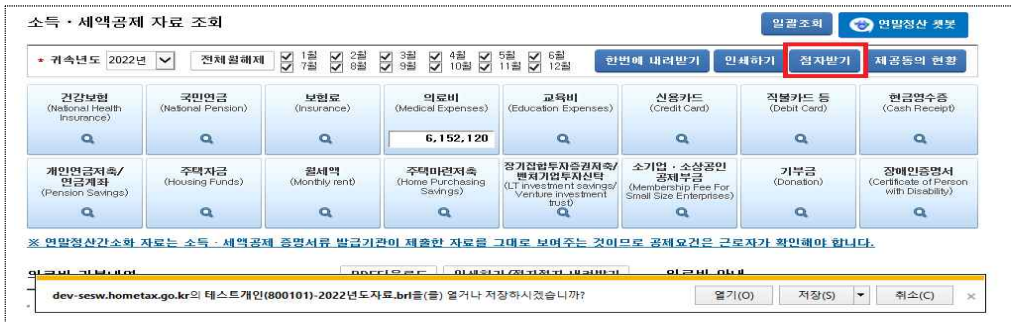 소득・세액공제 자료 조회
일괄조회
연말정산 챗봇
* 귀속년도 2022년 전체월해제
1월 2월 3월 4월 5월 6월
7월 8월 9월 10월 11월 12월
한번에 내려받기 인쇄하기 점자받기 제공동의 현황
건강보험
(National Health
Insurance)
국민연금
(National Pension)
보험료
(Insurance)
의료비
(Medical Expenses)
6,152,120
교육비
(Education Expenses)
신용카드
(Credit Card)
직불카드 등
(Debit Card)
현금영수증
(Cash Receipt)
개인연금저축/
연금계좌
(Pension Savings)
주택자금
(Housing Funds)
월세액
(Monthly rent)
주택마련저축
(Home Purchasing
Savings)
장기집합투자증권저축/
벤처기업투자신탁
(LT investment savings/
Venture investment
trust)
소기업・소상공인
공제부금
(Membership Fee For
Small Size Enterprises)
기부금
(Donation)
장애인증명서
(Certificate of Person
with Disability)
※ 연말정산간소화 자료는 소득・세액공제 증명서류 발급기관이 제출한 자료를 그대로 보여주는 것이므로 공제요건은 근로자가 확인해야 합니다.
dev-sesw.hometax.go.kr의 테스트개인(800101)-2022년도자료.brl을(를) 열거나 저장하시겠습니까?
열기(O) 저장(S) 취소(C) ×